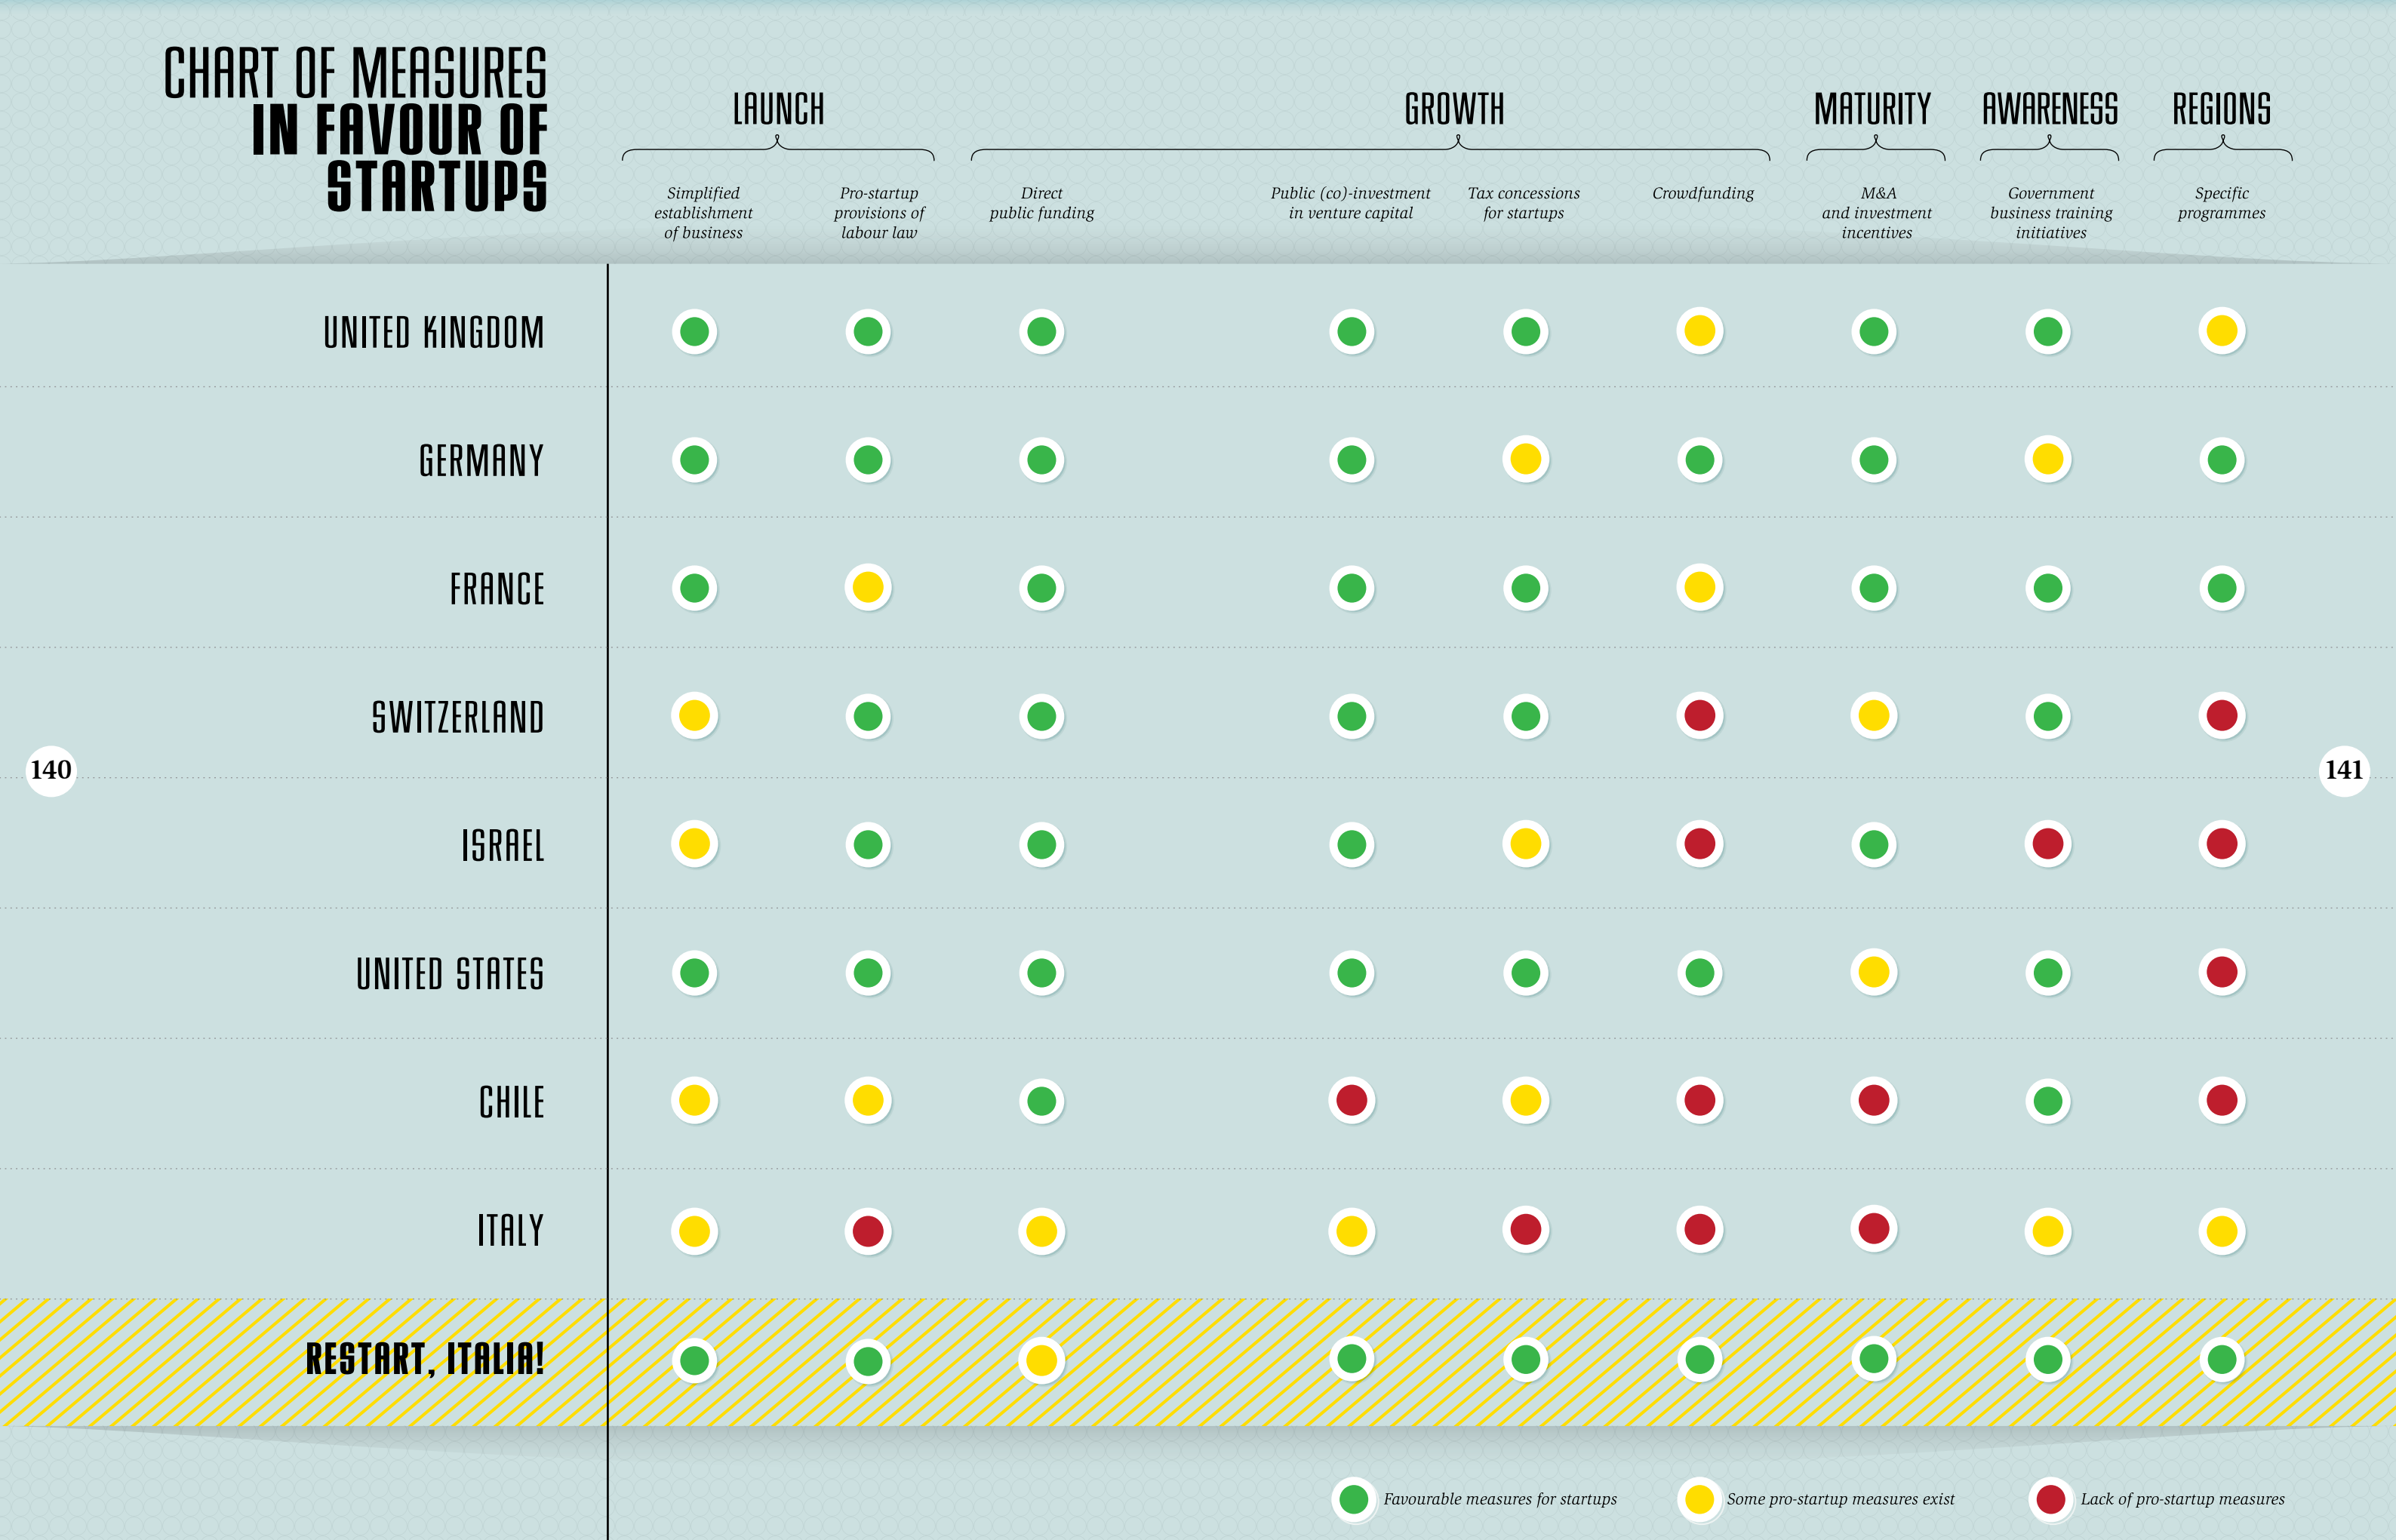 CHART OF MEASURES
IN FAVOUR OF
STARTUPS
LAUNCH
GROWTH
MATURITY
AWARENESS
REGIONS
Simplified
establishment
of business
Pro-startup
provisions of
labour law
Direct
public funding
Public (co)-investment
in venture capital
Tax concessions
for startups
Crowdfunding
M&A
and investment
incentives
Government
business training
initiatives
Specific
programmes
UNITED KINGDOM
GERMANY
FRANCE
SWITZERLAND
140
141
ISRAEL
UNITED STATES
CHILE
ITALY
RESTART, ITALIA!
Favourable measures for startups
Some pro-startup measures exist
Lack of pro-startup measures